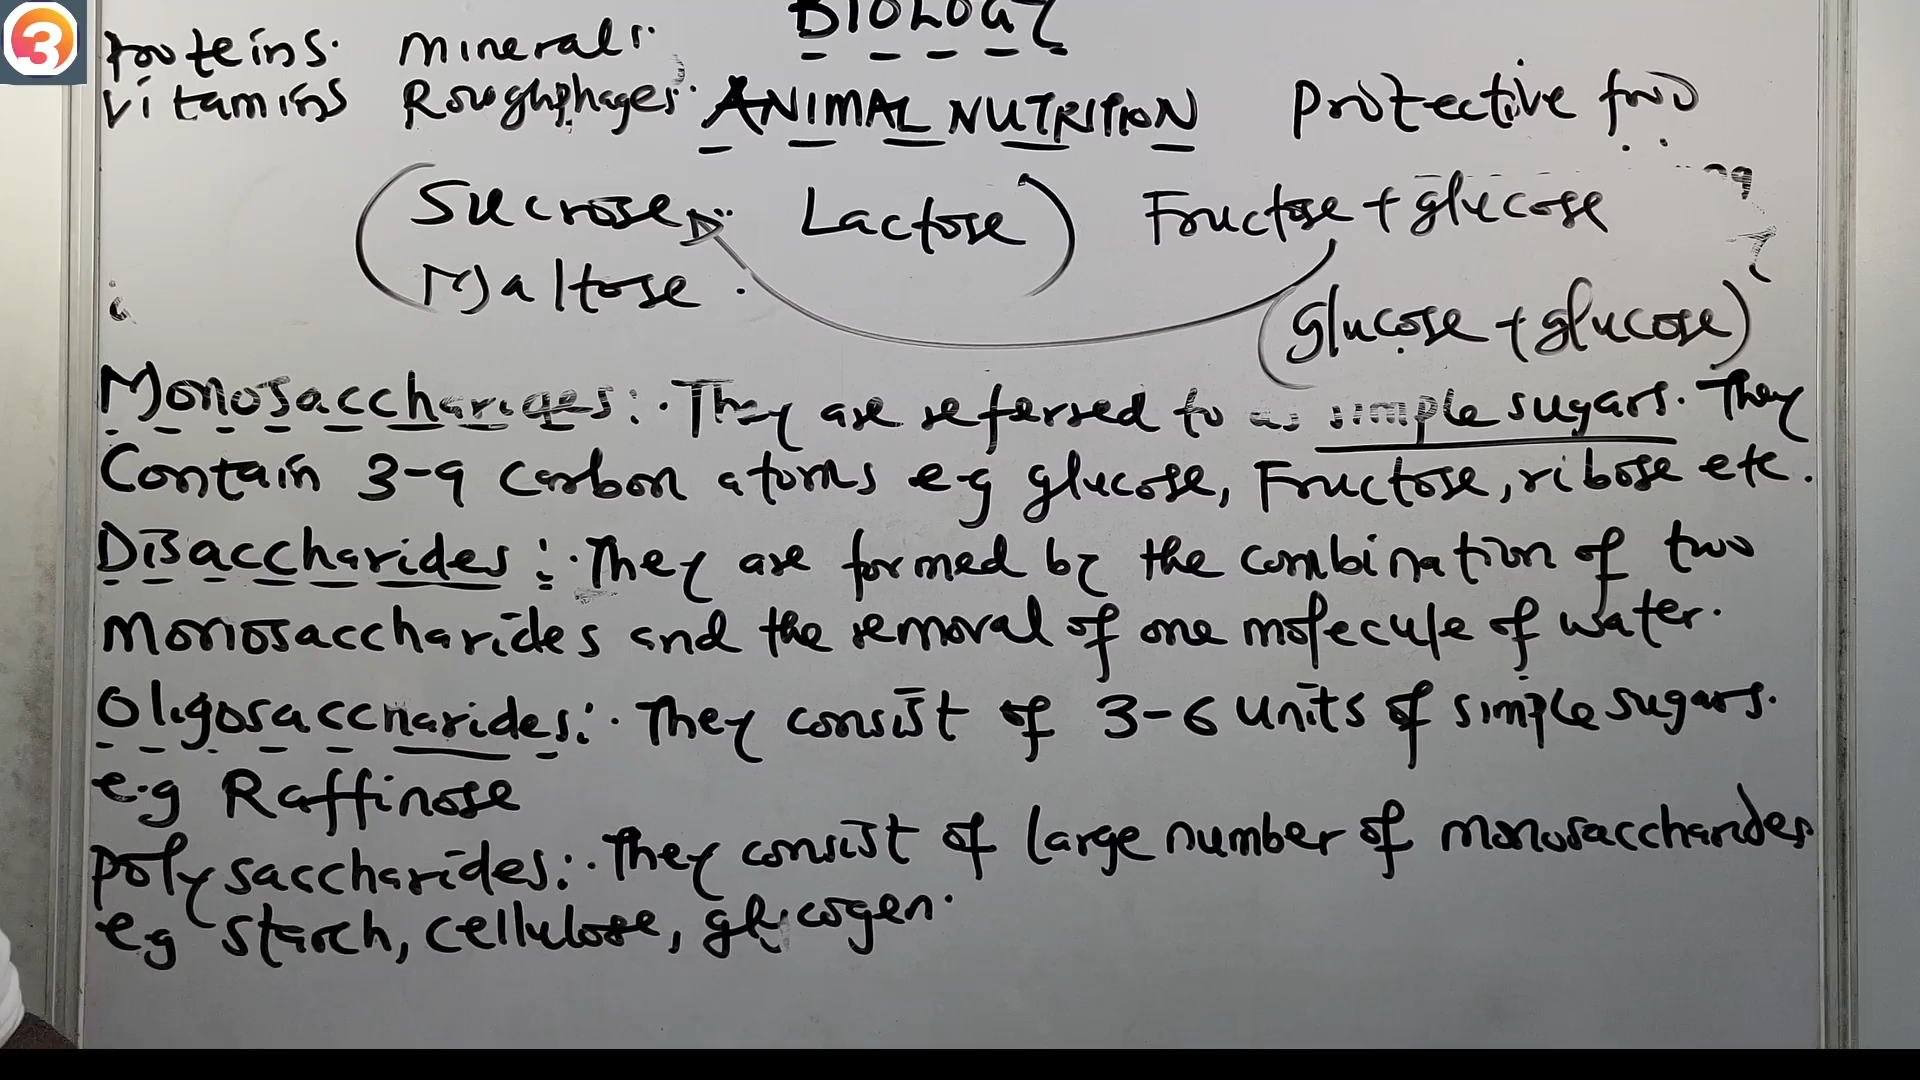 3
BIOLOGY
Proteins. Minerals.
Vitamins Roughphages. ANIMAL NUTRITION Protective
(Sucrose Lactose) Fructose + glucose
Maltose. (glucose + glucose)
Monosaccharides:. They are referred to as simple sugars. They
Contain 3-9 Carbon atoms e.g glucose, Fructose, ribose etc.
Disaccharides:. They are formed by the combination of two
Monosaccharides and the removal of one molecule of water.
Oligosaccharides:. They consist of 3-6 Units of simple sugars.
e.g Raffinose
Polysaccharides:. They consist of large number of monosaccharides
e.g starch, cellulose, glycogen.